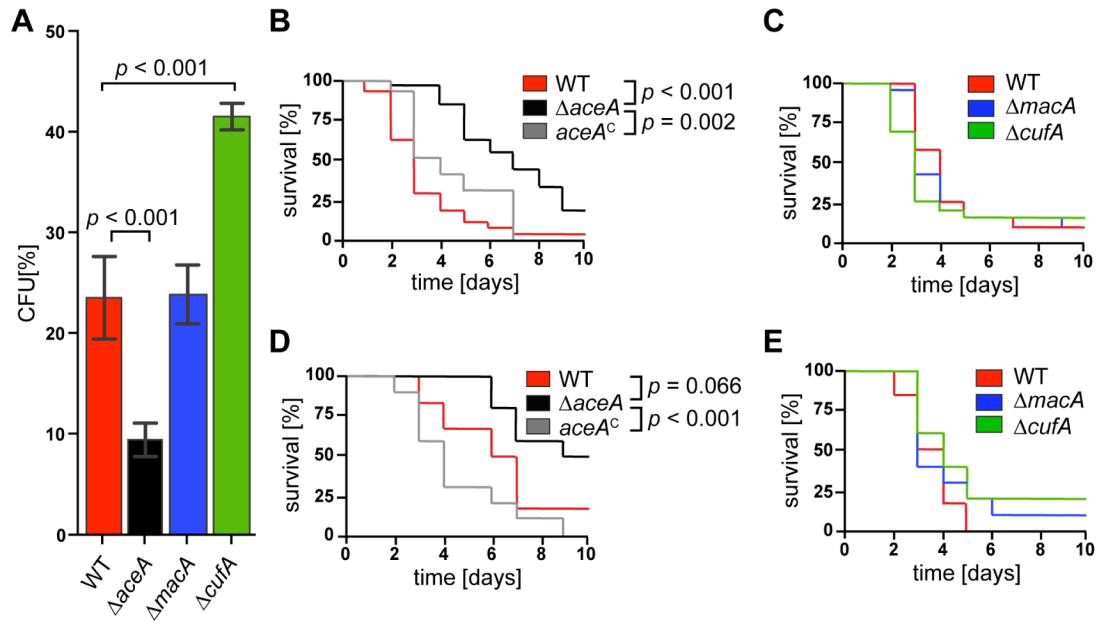 A
CFU[%]
50
40
30
20
10
0
p < 0.001
p < 0.001
WT
ΔaceA
ΔmacA
ΔcufA
B
survival [%]
100
75
50
25
0
0 2 4 6 8 10
time [days]
WT
ΔaceA
aceAᶜ
p < 0.001
p = 0.002
C
survival [%]
100
75
50
25
0
0 2 4 6 8 10
time [days]
WT
ΔmacA
ΔcufA
D
survival [%]
100
75
50
25
0
0 2 4 6 8 10
time [days]
WT
ΔaceA
aceAᶜ
p = 0.066
p < 0.001
E
survival [%]
100
75
50
25
0
0 2 4 6 8 10
time [days]
WT
ΔmacA
ΔcufA